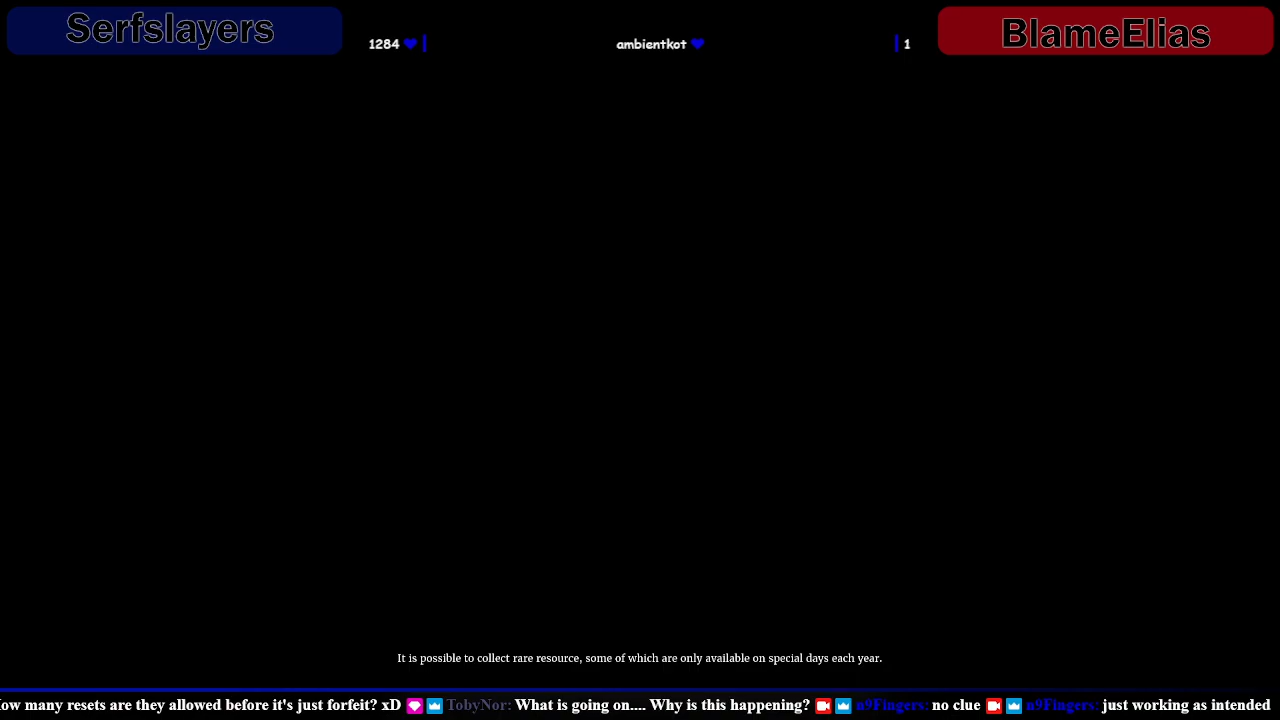 Serfslayers
1284
ambientkot
1
BlameElias
It is possible to collect rare resource, some of which are only available on special days each year.
ow many resets are they allowed before it's just forfeit? xD TobyNor: What is going on.... Why is this happening? n9Fingers: no clue n9Fingers: just working as intended